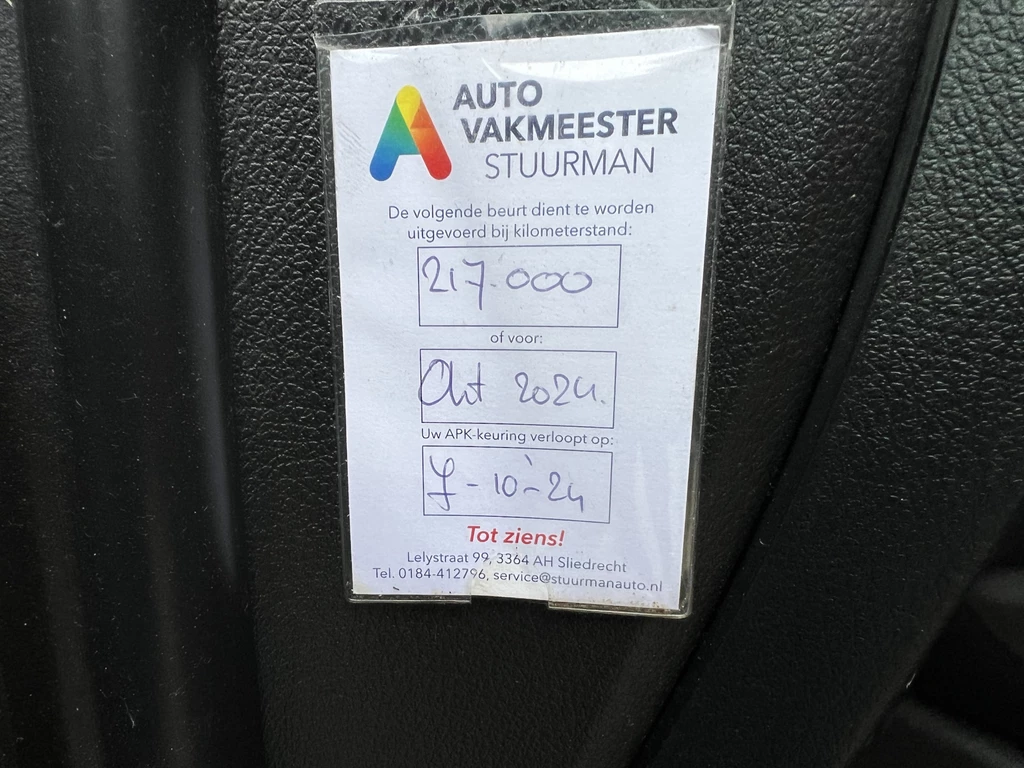 AUTO
VAKMEESTER
STUURMAN
De volgende beurt dient te worden
uitgevoerd bij kilometerstand:
217.000
of voor:
Okt 2024.
Uw APK-keuring verloopt op:
-10-24
Tot ziens!
Lelystraat 99, 3364 AH Sliedrecht
Tel. 0184-412796, service@stuurmanauto.nl